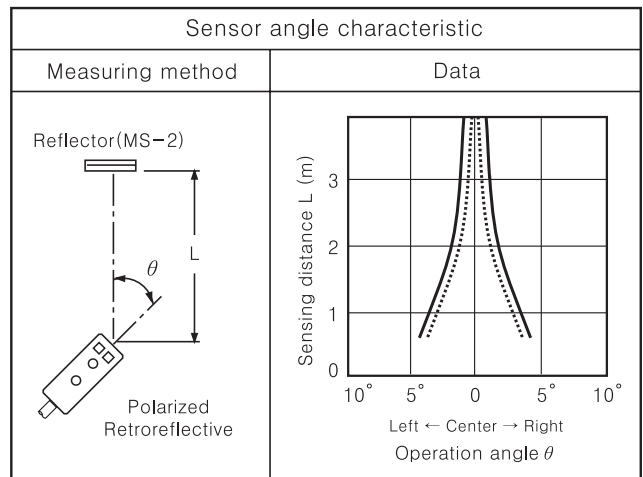 Sensor angle characteristic
Measuring method
Data
Reflector(MS-2)
L
θ
Polarized
Retroreflective
Sensing distance L (m)
3
2
1
0
10° 5° 0 5° 10°
Left ← Center → Right
Operation angle θ